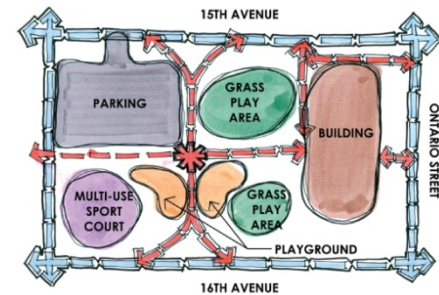 15TH AVENUE
PARKING
GRASS
PLAY
AREA
BUILDING
ONTARIO STREET
MULTI-USE
SPORT
COURT
GRASS
PLAY
AREA
PLAYGROUND
16TH AVENUE